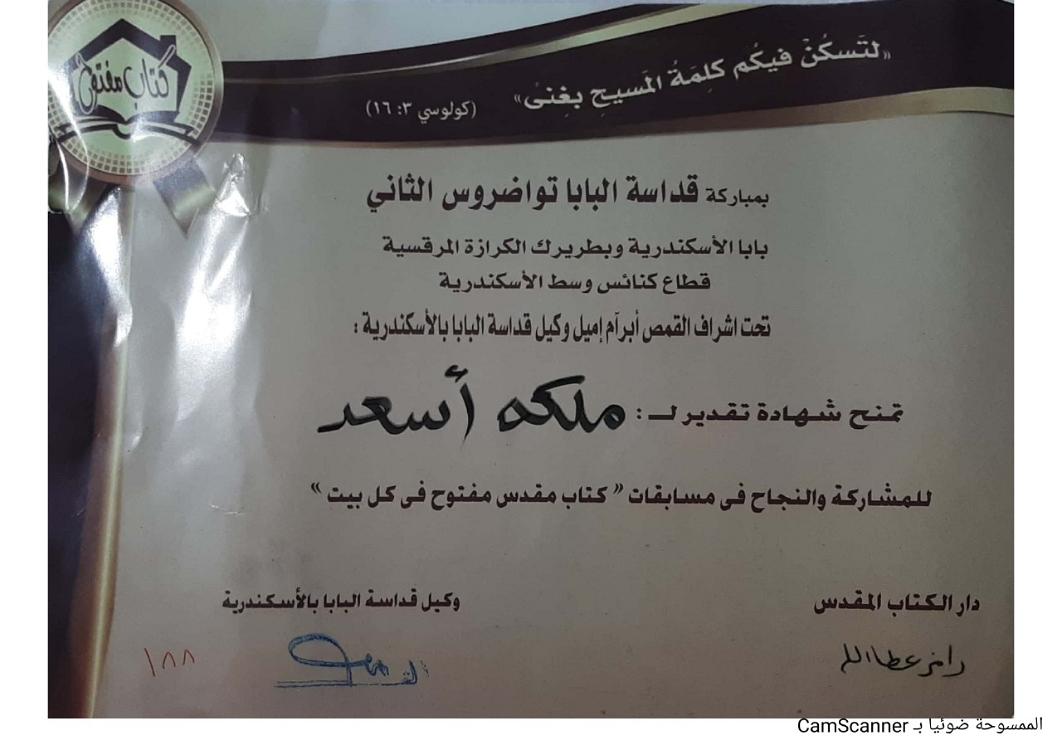 كتاب مفتوح
«لتَسكُنْ فيكُم كلِمَةُ المَسيحِ بغِنىً»
(كولوسي ٣: ١٦)
بمباركة قداسة البابا تواضروس الثاني
بابا الأسكندرية وبطريرك الكرازة المرقسية
قطاع كنائس وسط الأسكندرية
تحت اشراف القمص أبرآم إميل وكيل قداسة البابا بالأسكندرية :
تمنح شهادة تقدير لـ : ملكه أسعد
للمشاركة والنجاح فى مسابقات “ كتاب مقدس مفتوح فى كل بيت ”
دار الكتاب المقدس
وكيل قداسة البابا بالأسكندرية
رامز عطاالله
١٨٨
الممسوحة ضوئيا بـ CamScanner